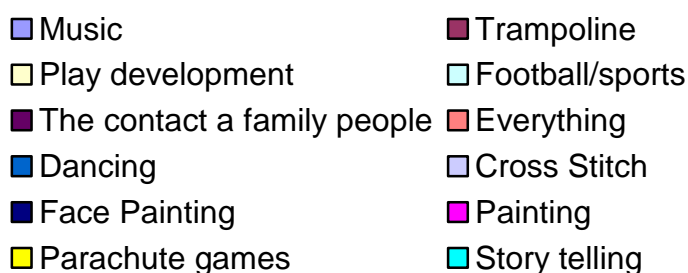 Music Trampoline
Play development Football/sports
The contact a family people Everything
Dancing Cross Stitch
Face Painting Painting
Parachute games Story telling